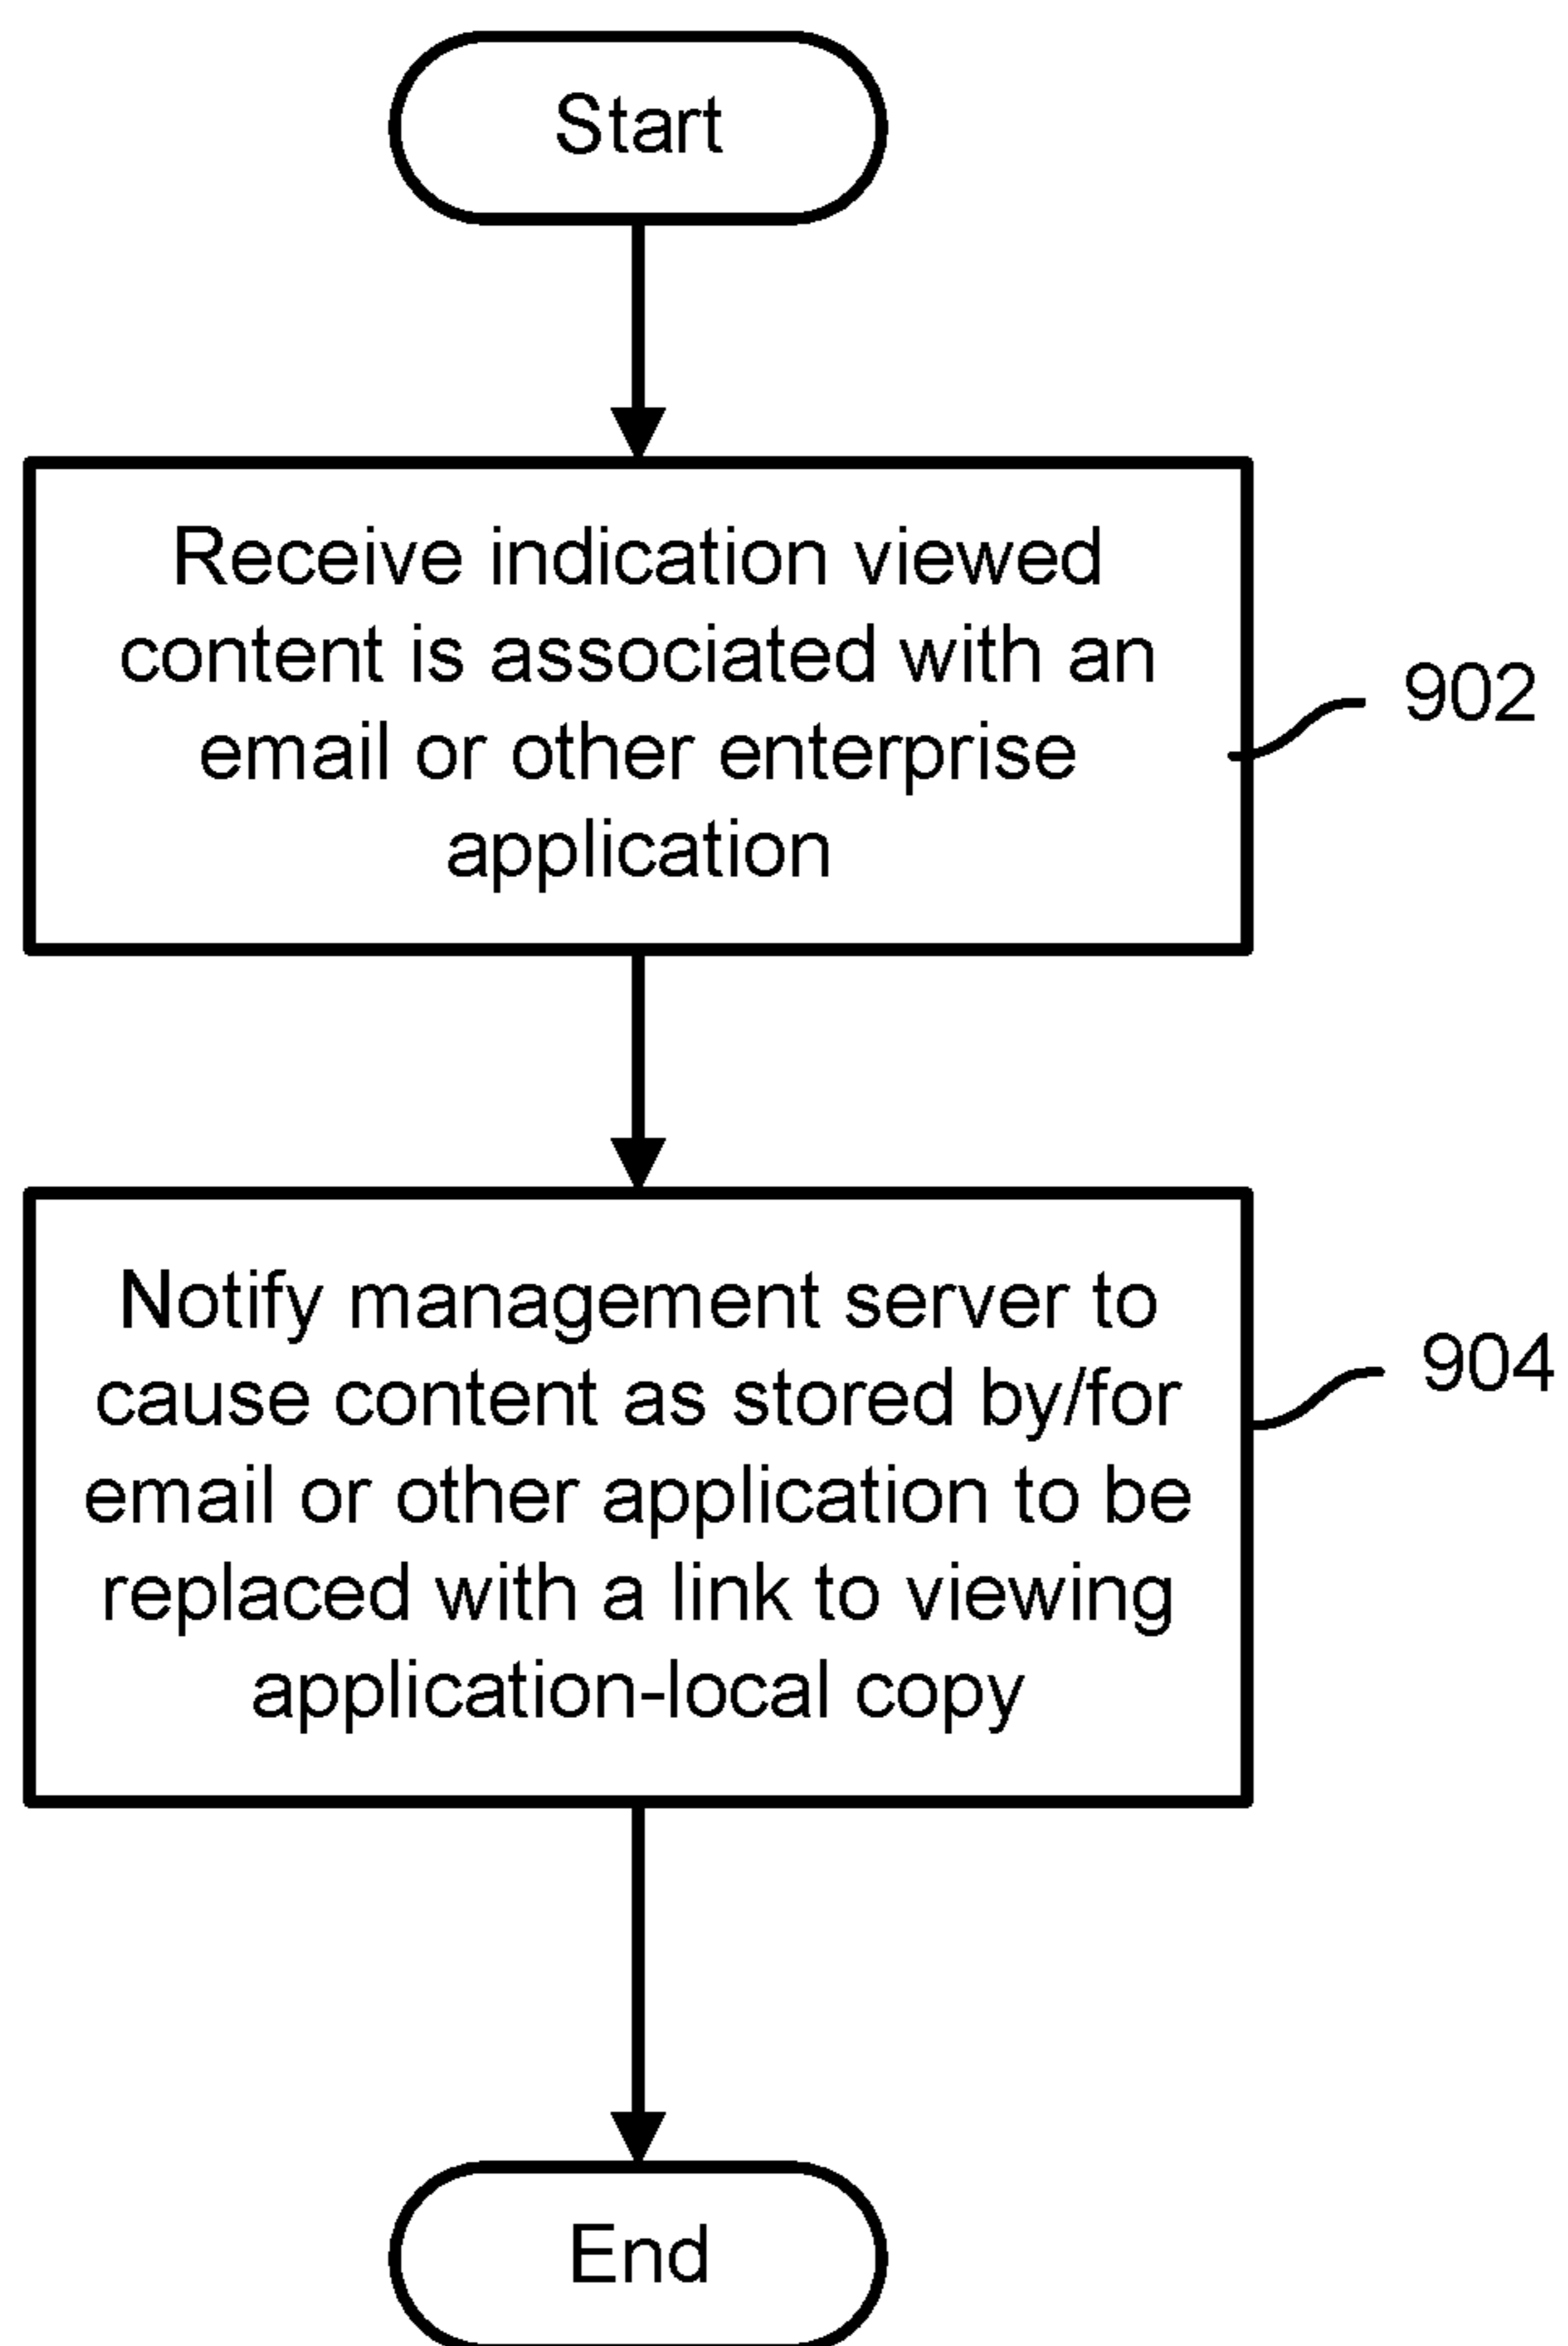 Start
Receive indication viewed
content is associated with an
email or other enterprise
application
902
Notify management server to
cause content as stored by/for
email or other application to be
replaced with a link to viewing
application-local copy
904
End